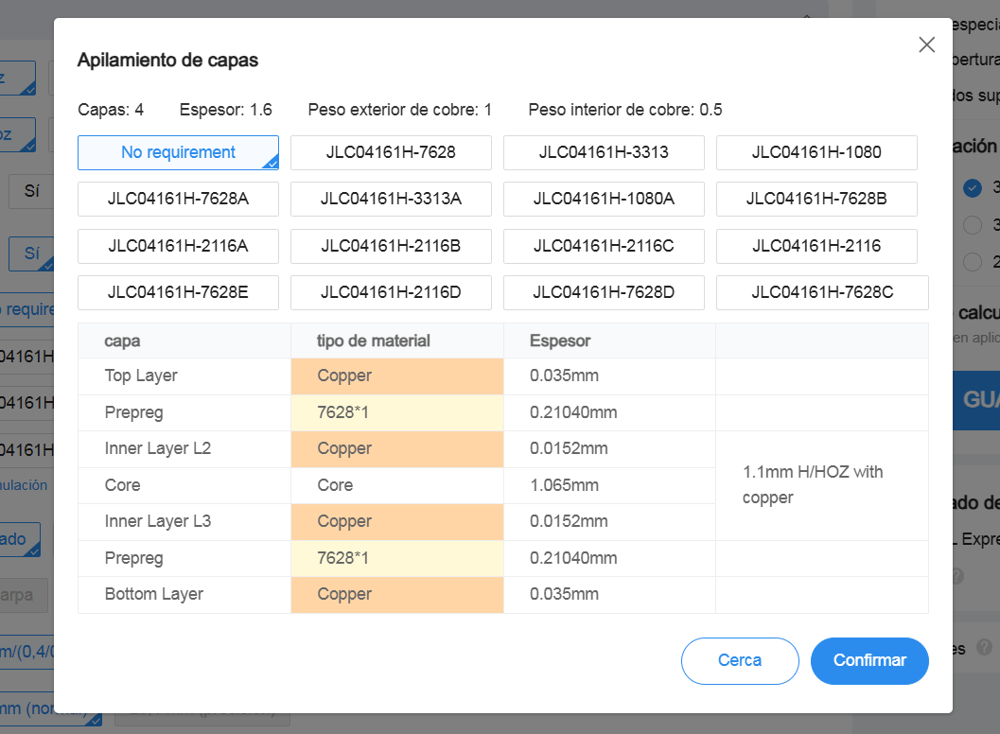 Apilamiento de capas
Capas: 4 Espesor: 1.6 Peso exterior de cobre: 1 Peso interior de cobre: 0.5
No requirement JLC04161H-7628 JLC04161H-3313 JLC04161H-1080
JLC04161H-7628A JLC04161H-3313A JLC04161H-1080A JLC04161H-7628B
JLC04161H-2116A JLC04161H-2116B JLC04161H-2116C JLC04161H-2116
JLC04161H-7628E JLC04161H-2116D JLC04161H-7628D JLC04161H-7628C
capa tipo de material Espesor
Top Layer Copper 0.035mm
Prepreg 7628*1 0.21040mm
Inner Layer L2 Copper 0.0152mm
Core Core 1.065mm
1.1mm H/HOZ with
copper
Inner Layer L3 Copper 0.0152mm
Prepreg 7628*1 0.21040mm
Bottom Layer Copper 0.035mm
Cerca Confirmar
Sí
Sí